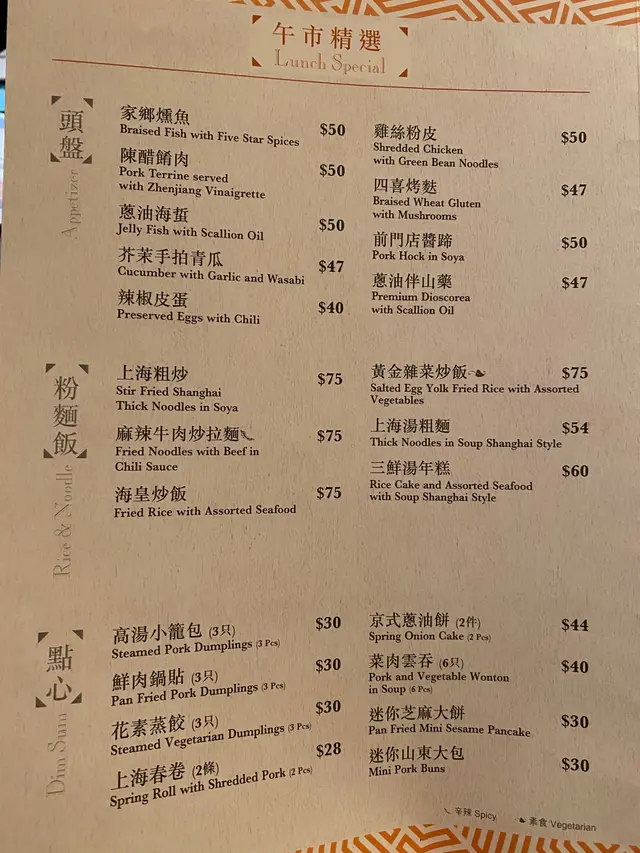 午市精選
Lunch Special
頭盤
Appetizer
家鄉燻魚
Braised Fish with Five Star Spices
$50
陳醋餚肉
Pork Terrine served
with Zhenjiang Vinaigrette
$50
蔥油海蜇
Jelly Fish with Scallion Oil
$50
芥茉手拍青瓜
Cucumber with Garlic and Wasabi
$47
辣椒皮蛋
Preserved Eggs with Chili
$40
雞絲粉皮
Shredded Chicken
with Green Bean Noodles
$50
四喜烤麩
Braised Wheat Gluten
with Mushrooms
$47
前門店醬蹄
Pork Hock in Soya
$50
蔥油伴山藥
Premium Dioscorea
with Scallion Oil
$47
粉麵飯
Rice & Noodle
上海粗炒
Stir Fried Shanghai
Thick Noodles in Soya
$75
麻辣牛肉炒拉麵
Fried Noodles with Beef in
Chili Sauce
$75
海皇炒飯
Fried Rice with Assorted Seafood
$75
黃金雜菜炒飯
Salted Egg Yolk Fried Rice with Assorted
Vegetables
$75
上海湯粗麵
Thick Noodles in Soup Shanghai Style
$54
三鮮湯年糕
Rice Cake and Assorted Seafood
with Soup Shanghai Style
$60
點心
Dim Sum
高湯小籠包 (3只)
Steamed Pork Dumplings (3 Pcs)
$30
鮮肉鍋貼 (3只)
Pan Fried Pork Dumplings (3 Pcs)
$30
花素蒸餃 (3只)
Steamed Vegetarian Dumplings (3 Pcs)
$30
上海春卷 (2條)
Spring Roll with Shredded Pork (2 Pcs)
$28
京式蔥油餅 (2件)
Spring Onion Cake (2 Pcs)
$44
菜肉雲吞 (6只)
Pork and Vegetable Wonton
in Soup (6 Pcs)
$40
迷你芝麻大餅
Pan Fried Mini Sesame Pancake
$30
迷你山東大包
Mini Pork Buns
$30
辛辣 Spicy,
素食 Vegetarian